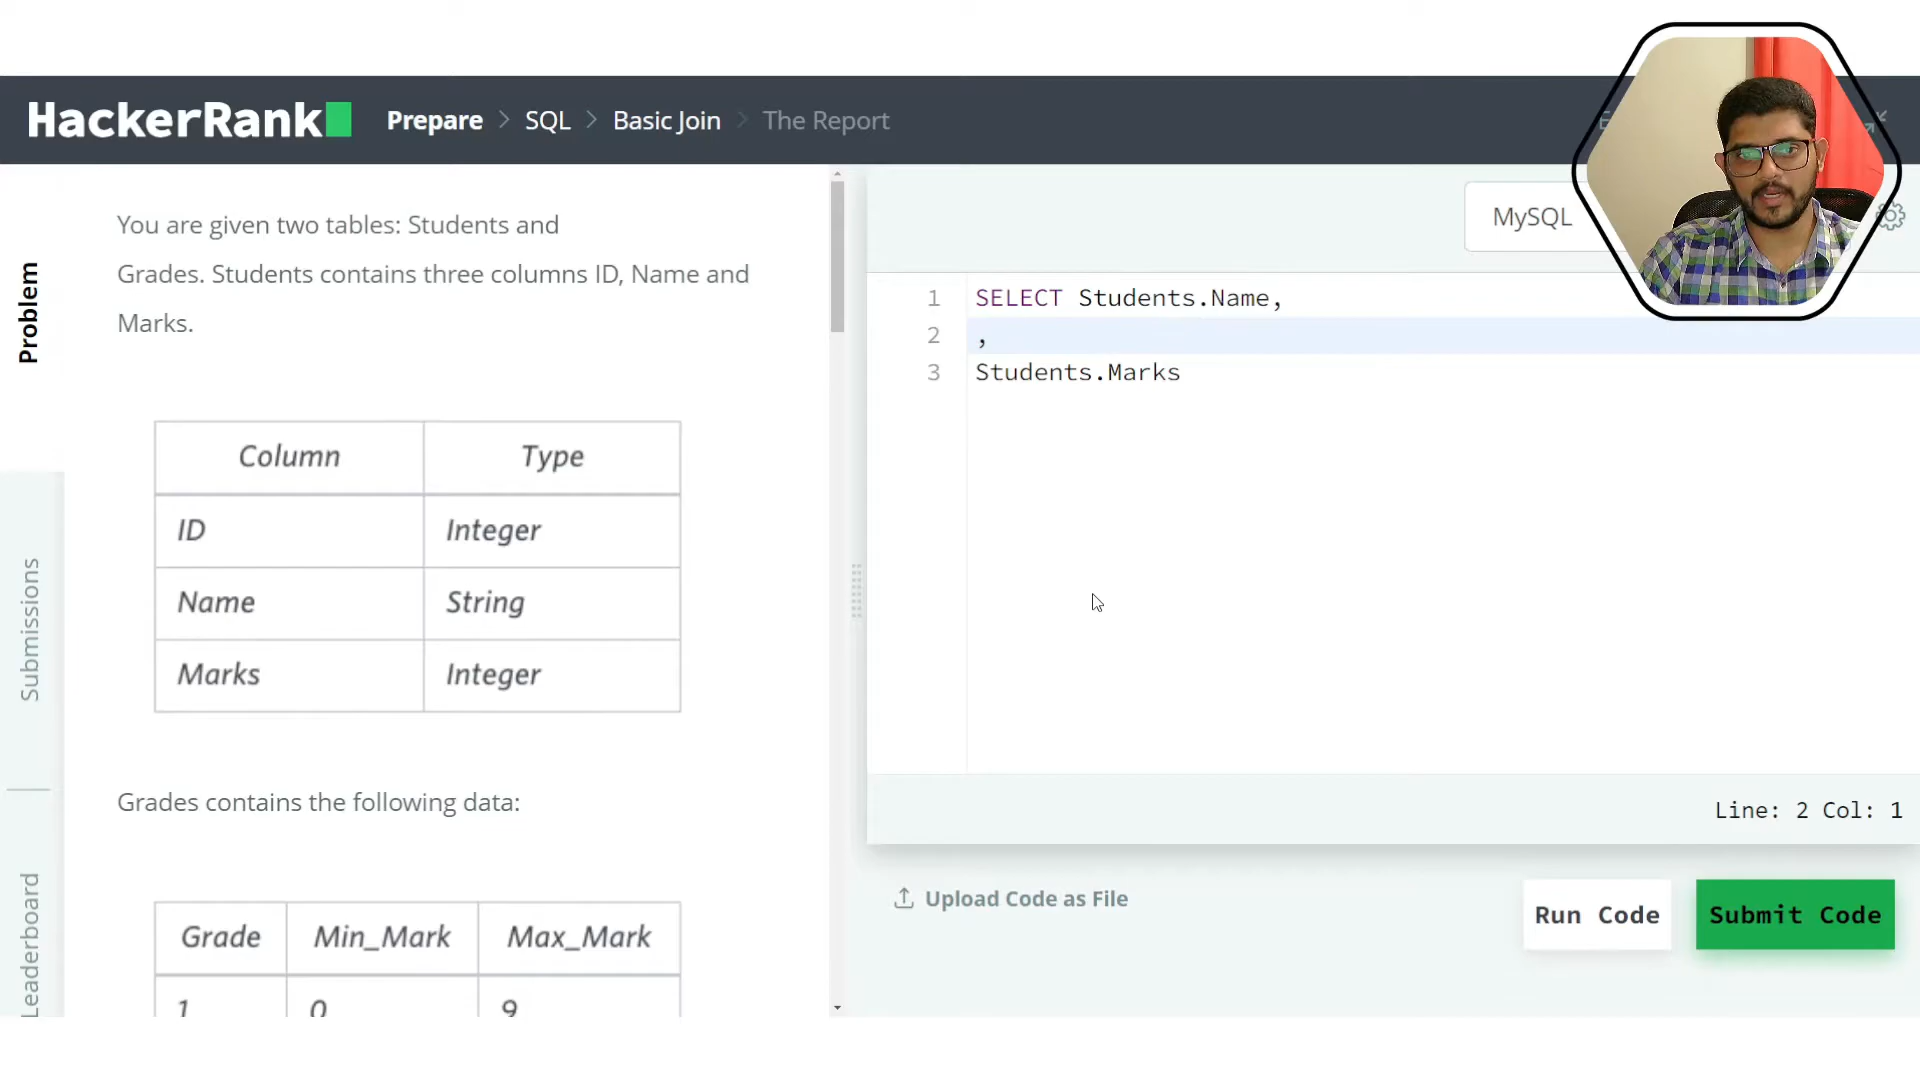 HackerRank
Prepare > SQL > Basic Join > The Report
Problem
Submissions
Leaderboard
You are given two tables: Students and
Grades. Students contains three columns ID, Name and
Marks.
Column Type
ID Integer
Name String
Marks Integer
Grades contains the following data:
Grade Min_Mark Max_Mark
1 0 9
MySQL
1 SELECT Students.Name,
2 ,
3 Students.Marks
Line: 2 Col: 1
Upload Code as File
Run Code
Submit Code